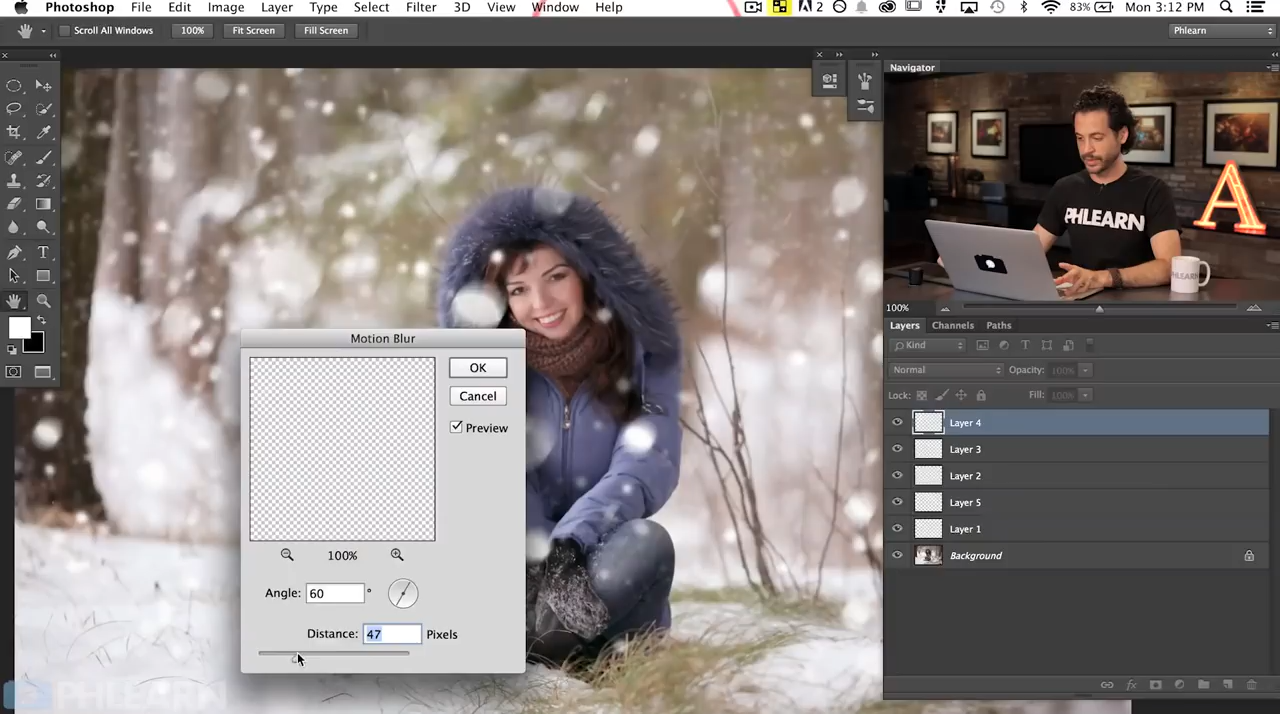 Photoshop File Edit Image Layer Type Select Filter 3D View Window Help 2 83% Mon 3:12 PM
Scroll All Windows 100% Fit Screen Fill Screen Phlearn
Navigator
PHLEARN
A
PHLEARN
100%
Layers Channels Paths
Kind
Normal Opacity: 100%
Lock: Fill: 100%
Layer 4
Layer 3
Layer 2
Layer 5
Layer 1
Background
Motion Blur
OK
Cancel
Preview
100%
Angle: 60 °
Distance: 47 Pixels
PHLEARN
T
T
fx